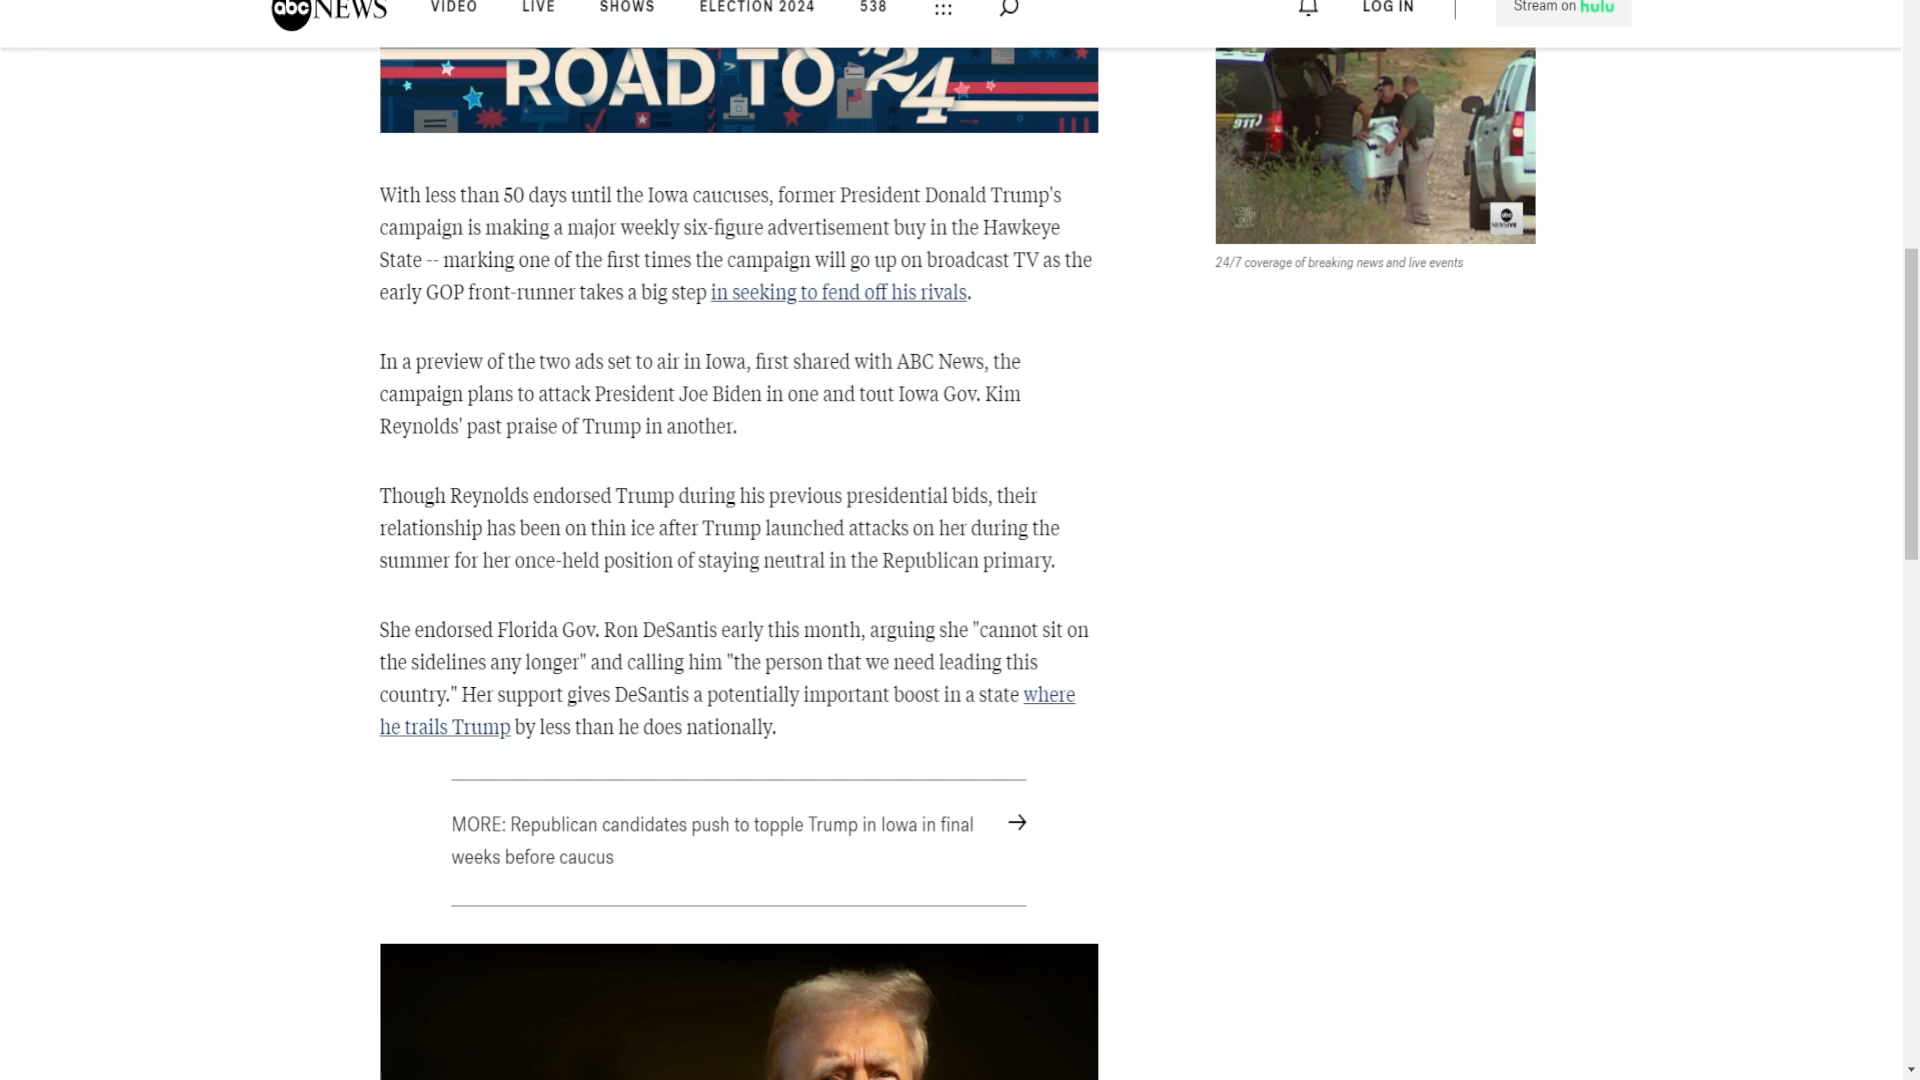 abc NEWS VIDEO LIVE SHOWS ELECTION 2024 538 LOG IN Stream on hulu
ROAD TO '24
911
abc
NEWS LIVE
24/7 coverage of breaking news and live events
With less than 50 days until the Iowa caucuses, former President Donald Trump's
campaign is making a major weekly six-figure advertisement buy in the Hawkeye
State -- marking one of the first times the campaign will go up on broadcast TV as the
early GOP front-runner takes a big step in seeking to fend off his rivals.
In a preview of the two ads set to air in Iowa, first shared with ABC News, the
campaign plans to attack President Joe Biden in one and tout Iowa Gov. Kim
Reynolds' past praise of Trump in another.
Though Reynolds endorsed Trump during his previous presidential bids, their
relationship has been on thin ice after Trump launched attacks on her during the
summer for her once-held position of staying neutral in the Republican primary.
She endorsed Florida Gov. Ron DeSantis early this month, arguing she "cannot sit on
the sidelines any longer" and calling him "the person that we need leading this
country." Her support gives DeSantis a potentially important boost in a state where
he trails Trump by less than he does nationally.
MORE: Republican candidates push to topple Trump in Iowa in final
weeks before caucus